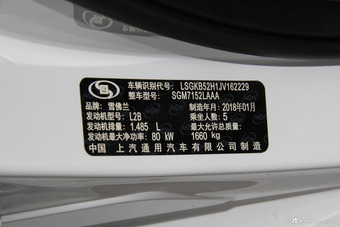 车辆识别代号: LSGKB52H1JV162229
整车型号: SGM7152LAAA
品牌: 雪佛兰 制造年月: 2018年01月
发动机型号: L2B 乘坐人数: 5
发动机排量: 1.485 L 最大允许总质量:
发动机最大净功率: 80 kW 1660 kg
中国 上汽通用汽车有限公司制造